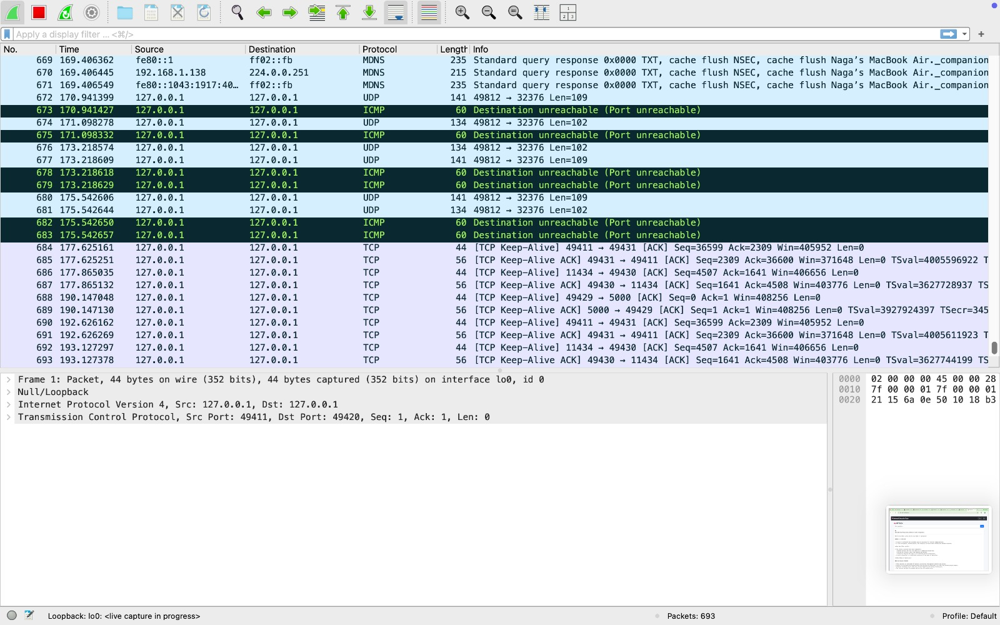 Apply a display filter ... <⌘/>
No. Time Source Destination Protocol Length Info
669 169.406362 fe80::1 ff02::fb MDNS 235 Standard query response 0x0000 TXT, cache flush NSEC, cache flush Naga's MacBook Air._companion
670 169.406445 192.168.1.138 224.0.0.251 MDNS 215 Standard query response 0x0000 TXT, cache flush NSEC, cache flush Naga's MacBook Air._companion
671 169.406549 fe80::1043:1917:40… ff02::fb MDNS 235 Standard query response 0x0000 TXT, cache flush NSEC, cache flush Naga's MacBook Air._companion
672 170.941399 127.0.0.1 127.0.0.1 UDP 141 49812 → 32376 Len=109
673 170.941427 127.0.0.1 127.0.0.1 ICMP 60 Destination unreachable (Port unreachable)
674 171.098278 127.0.0.1 127.0.0.1 UDP 134 49812 → 32376 Len=102
675 171.098332 127.0.0.1 127.0.0.1 ICMP 60 Destination unreachable (Port unreachable)
676 173.218574 127.0.0.1 127.0.0.1 UDP 134 49812 → 32376 Len=102
677 173.218609 127.0.0.1 127.0.0.1 UDP 141 49812 → 32376 Len=109
678 173.218618 127.0.0.1 127.0.0.1 ICMP 60 Destination unreachable (Port unreachable)
679 173.218629 127.0.0.1 127.0.0.1 ICMP 60 Destination unreachable (Port unreachable)
680 175.542606 127.0.0.1 127.0.0.1 UDP 141 49812 → 32376 Len=109
681 175.542644 127.0.0.1 127.0.0.1 UDP 134 49812 → 32376 Len=102
682 175.542650 127.0.0.1 127.0.0.1 ICMP 60 Destination unreachable (Port unreachable)
683 175.542657 127.0.0.1 127.0.0.1 ICMP 60 Destination unreachable (Port unreachable)
684 177.625161 127.0.0.1 127.0.0.1 TCP 44 [TCP Keep-Alive] 49411 → 49431 [ACK] Seq=36599 Ack=2309 Win=405952 Len=0
685 177.625251 127.0.0.1 127.0.0.1 TCP 56 [TCP Keep-Alive ACK] 49431 → 49411 [ACK] Seq=2309 Ack=36600 Win=371648 Len=0 TSval=4005596922 T
686 177.865035 127.0.0.1 127.0.0.1 TCP 44 [TCP Keep-Alive] 11434 → 49430 [ACK] Seq=4507 Ack=1641 Win=406656 Len=0
687 177.865132 127.0.0.1 127.0.0.1 TCP 56 [TCP Keep-Alive ACK] 49430 → 11434 [ACK] Seq=1641 Ack=4508 Win=403776 Len=0 TSval=3627728937 TS
688 190.147048 127.0.0.1 127.0.0.1 TCP 44 [TCP Keep-Alive] 49429 → 5000 [ACK] Seq=0 Ack=1 Win=408256 Len=0
689 190.147130 127.0.0.1 127.0.0.1 TCP 56 [TCP Keep-Alive ACK] 5000 → 49429 [ACK] Seq=1 Ack=1 Win=408256 Len=0 TSval=3927924397 TSecr=345
690 192.626162 127.0.0.1 127.0.0.1 TCP 44 [TCP Keep-Alive] 49411 → 49431 [ACK] Seq=36599 Ack=2309 Win=405952 Len=0
691 192.626269 127.0.0.1 127.0.0.1 TCP 56 [TCP Keep-Alive ACK] 49431 → 49411 [ACK] Seq=2309 Ack=36600 Win=371648 Len=0 TSval=4005611923 T
692 193.127297 127.0.0.1 127.0.0.1 TCP 44 [TCP Keep-Alive] 11434 → 49430 [ACK] Seq=4507 Ack=1641 Win=406656 Len=0
693 193.127378 127.0.0.1 127.0.0.1 TCP 56 [TCP Keep-Alive ACK] 49430 → 11434 [ACK] Seq=1641 Ack=4508 Win=403776 Len=0 TSval=3627744199 TS
Frame 1: Packet, 44 bytes on wire (352 bits), 44 bytes captured (352 bits) on interface lo0, id 0
Null/Loopback
Internet Protocol Version 4, Src: 127.0.0.1, Dst: 127.0.0.1
Transmission Control Protocol, Src Port: 49411, Dst Port: 49420, Seq: 1, Ack: 1, Len: 0
0000 02 00 00 00 45 00 00 28
0010 7f 00 00 01 7f 00 00 01
0020 21 15 6a 0e 50 10 18 b3
Loopback: lo0: <live capture in progress> Packets: 693 Profile: Default